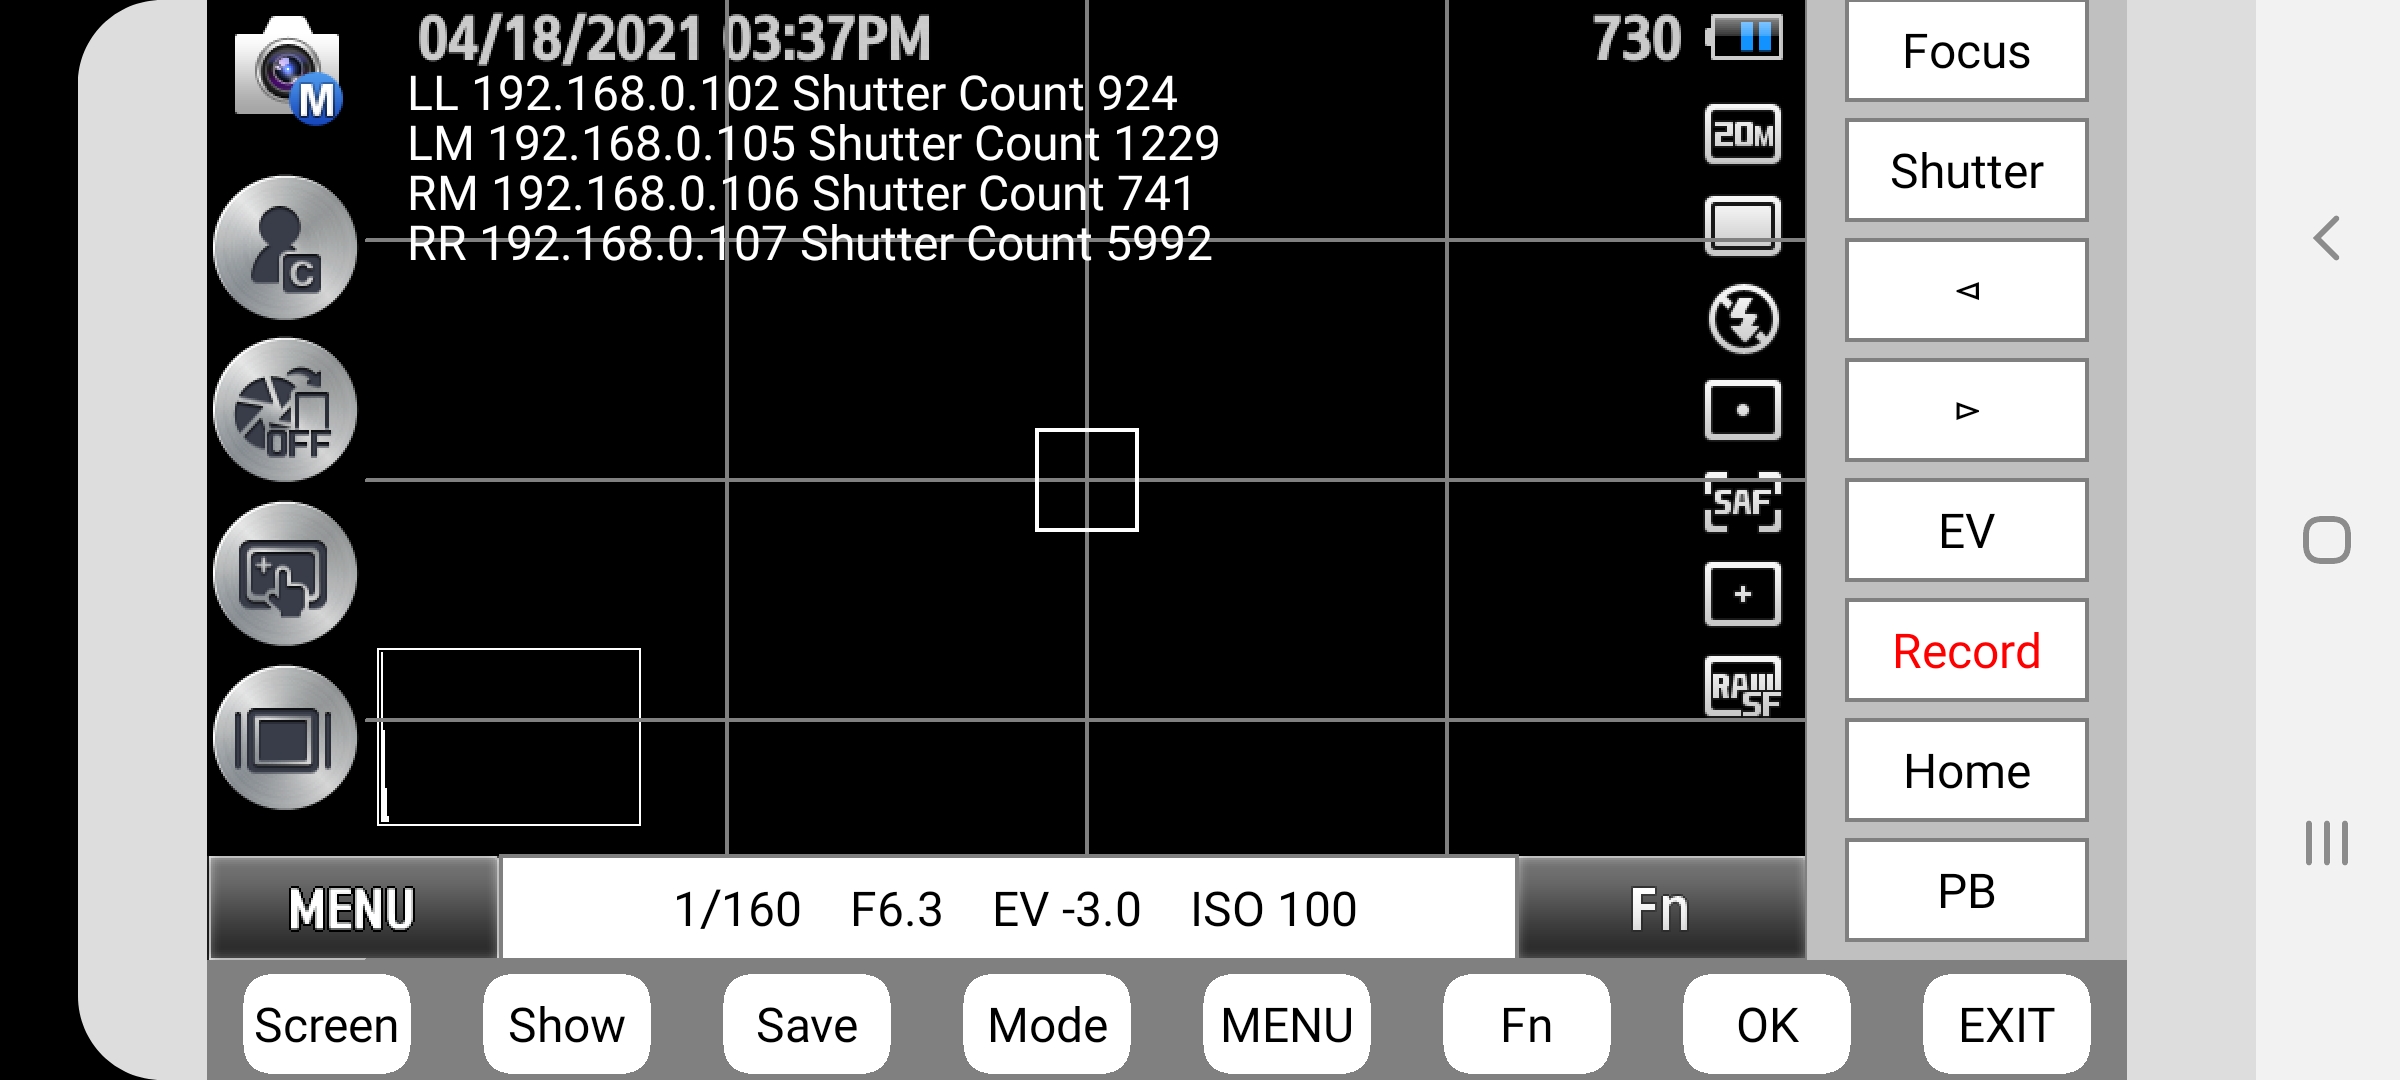 04/18/2021 03:37PM
730
LL 192.168.0.102 Shutter Count 924
LM 192.168.0.105 Shutter Count 1229
RM 192.168.0.106 Shutter Count 741
RR 192.168.0.107 Shutter Count 5992
M
C
OFF
20M
SAF
RAW
SF
Focus
Shutter
EV
Record
Home
PB
MENU
1/160 F6.3 EV -3.0 ISO 100
Fn
Screen
Show
Save
Mode
MENU
Fn
OK
EXIT